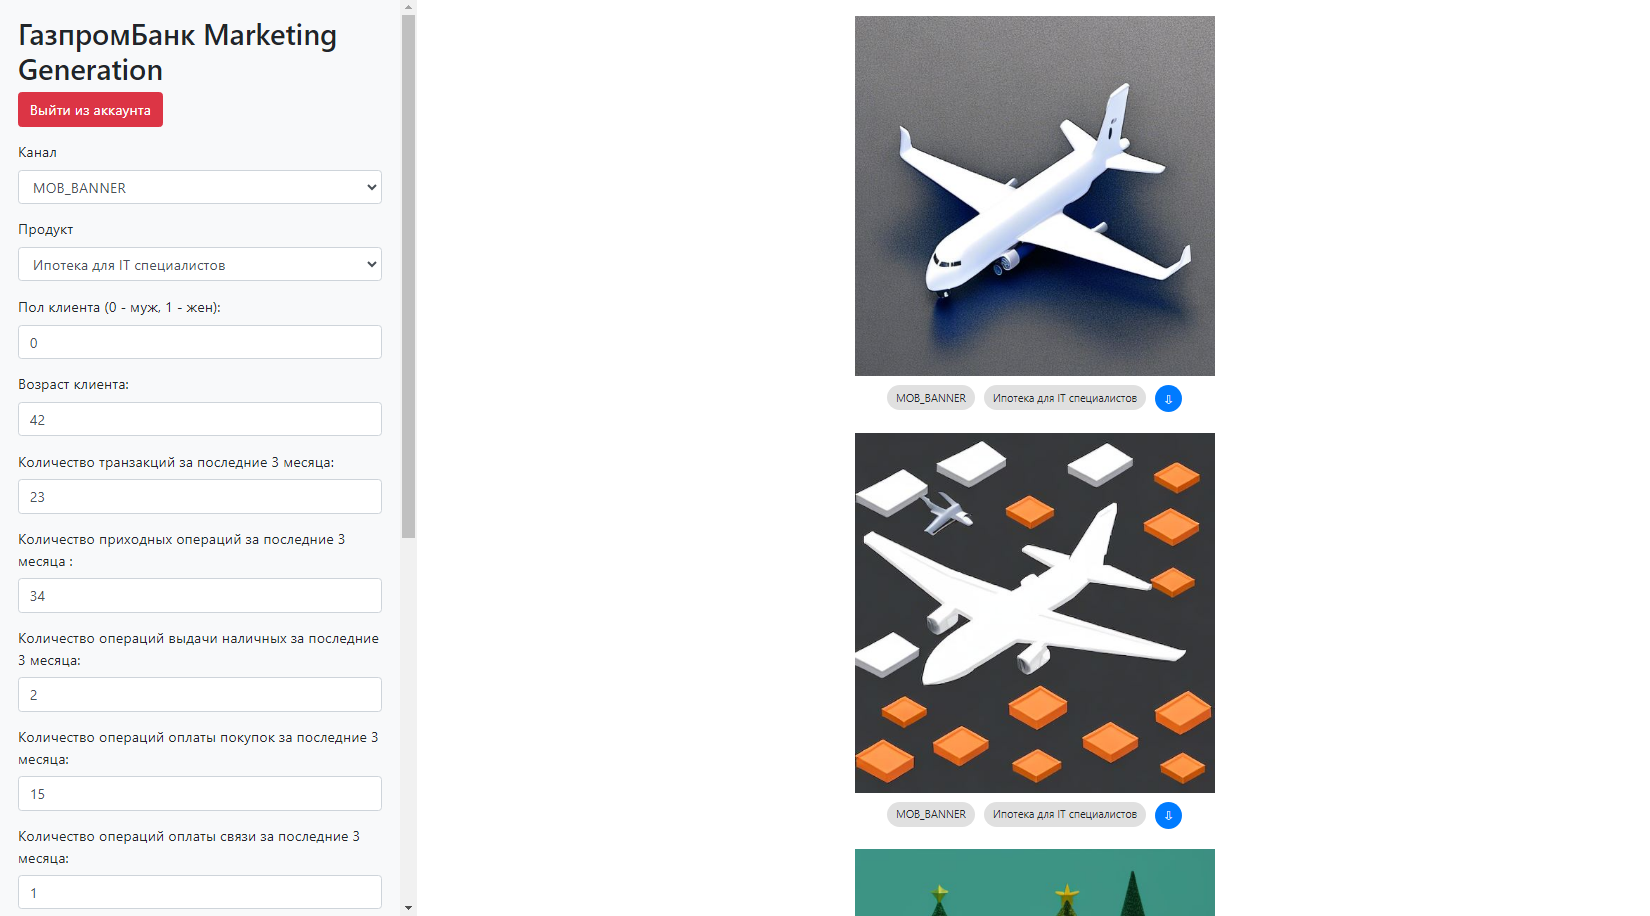 ГазпромБанк Marketing
Generation
Выйти из аккаунта
Канал
MOB_BANNER
Продукт
Ипотека для IT специалистов
Пол клиента (0 - муж, 1 - жен):
0
Возраст клиента:
42
Количество транзакций за последние 3 месяца:
23
Количество приходных операций за последние 3
месяца :
34
Количество операций выдачи наличных за последние
3 месяца:
2
Количество операций оплаты покупок за последние 3
месяца:
15
Количество операций оплаты связи за последние 3
месяца:
1
MOB_BANNER Ипотека для IT специалистов
MOB_BANNER Ипотека для IT специалистов